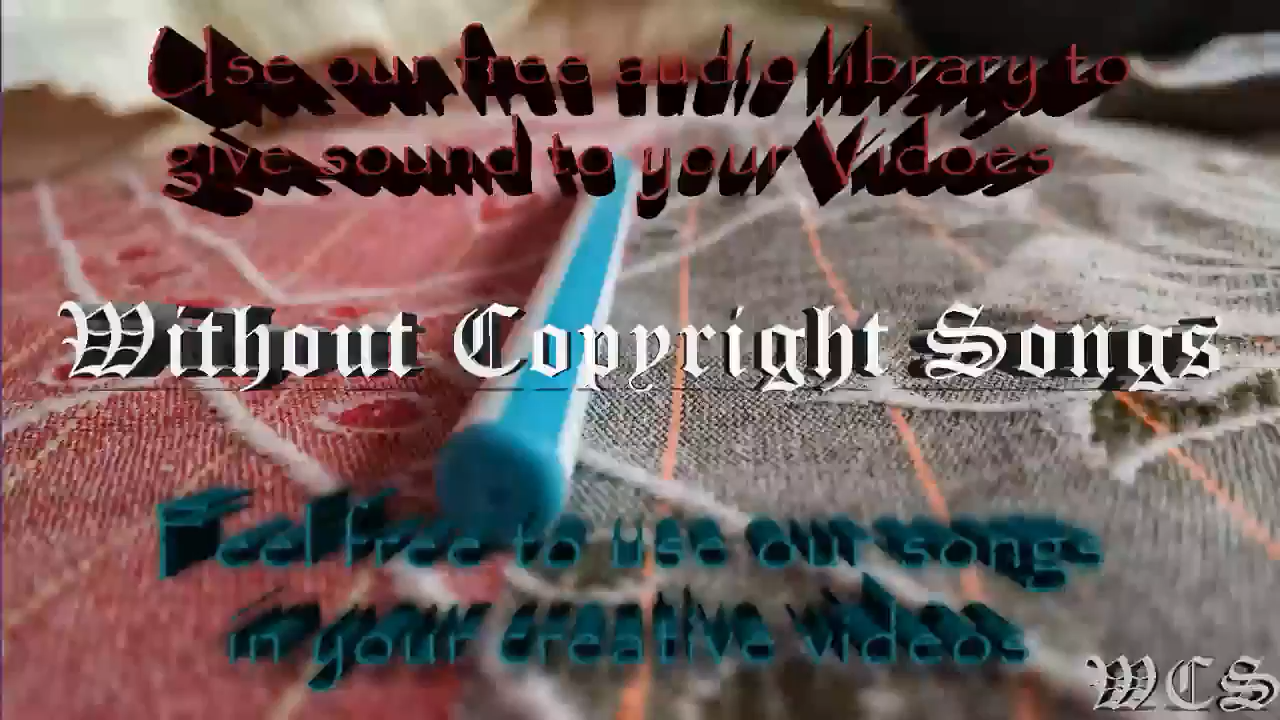 Use our free audio library to
give sound to your Vidoes
Without Copyright Songs
Feel free to use our songs
in your creative videos
WCS